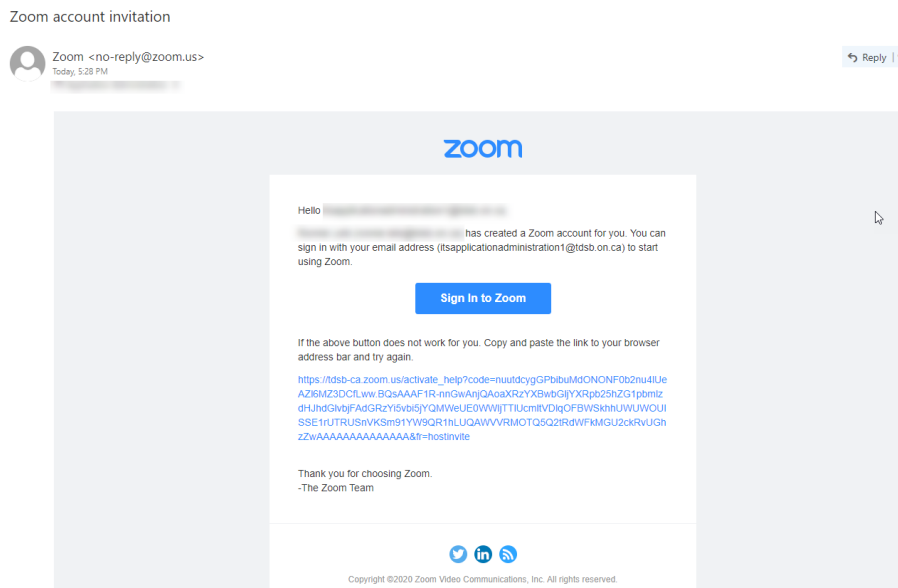 Zoom account invitation
Zoom <no-reply@zoom.us>
Today, 5:28 PM
Reply
zoom
Hello
has created a Zoom account for you. You can
sign in with your email address (itsapplicationadministration1@tdsb.on.ca) to start
using Zoom.
Sign In to Zoom
If the above button does not work for you. Copy and paste the link to your browser
address bar and try again.
https://tdsb-ca.zoom.us/activate_help?code=nuutdcygGPbibuMdONONF0b2nu4lUe
AZl6MZ3DCfLww.BQsAAAF1R-nnGwAnjQAoaXRzYXBwbGljYXRpb25hZG1pbmlz
dHJhdGlvbjFAdGRzYi5vbi5jYQMWeUE0WWljTTlUcmltVDlqOFBWSkhhUWUWOUl
SSE1rUTRUSnVKSm91YW9QR1hLUQAWVVRMOTQ5Q2tRdWFkMGU2ckRvUGh
zZwAAAAAAAAAAAAAA&fr=hostinvite
Thank you for choosing Zoom.
-The Zoom Team
in
Copyright ©2020 Zoom Video Communications, Inc. All rights reserved.